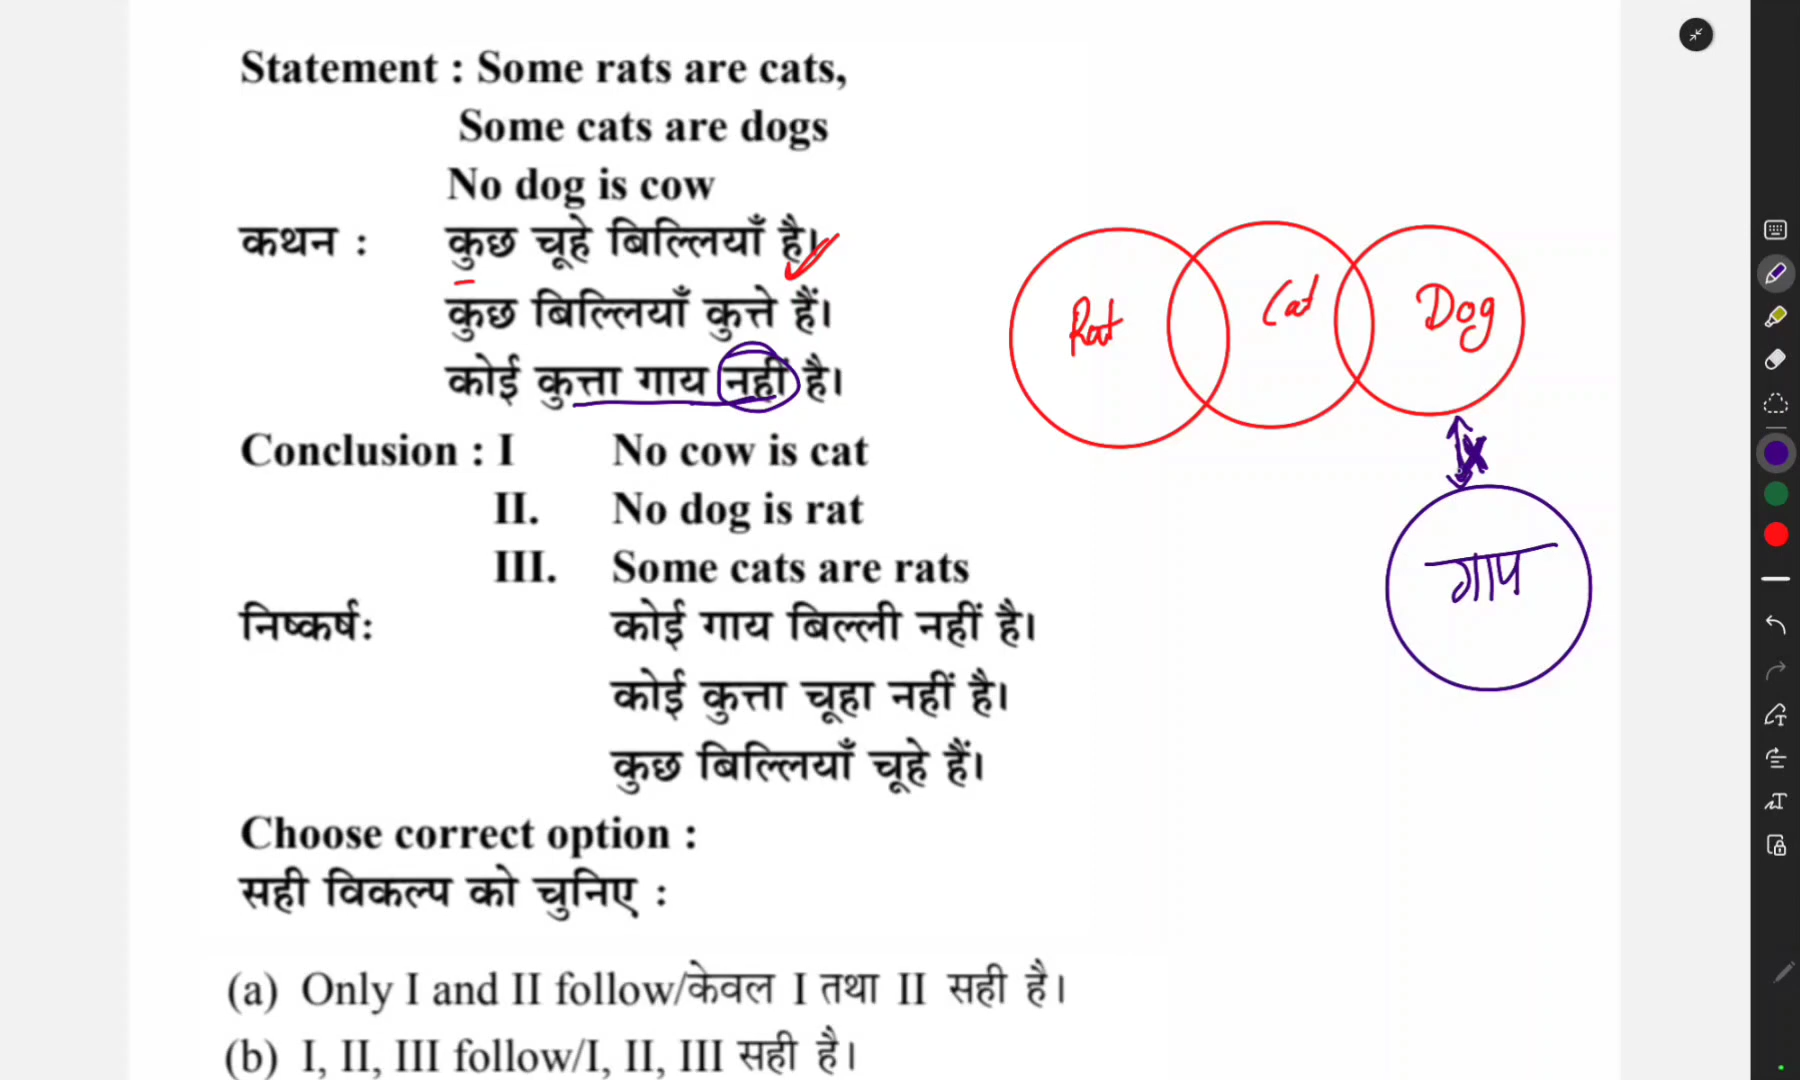 Statement : Some rats are cats,
Some cats are dogs
No dog is cow
कथन : कुछ चूहे बिल्लियाँ है।
कुछ बिल्लियाँ कुत्ते हैं।
कोई कुत्ता गाय नहीं है।
Rat Cat Dog
Conclusion : I No cow is cat
II. No dog is rat
III. Some cats are rats
गाय
निष्कर्ष: कोई गाय बिल्ली नहीं है।
कोई कुत्ता चूहा नहीं है।
कुछ बिल्लियाँ चूहे हैं।
Choose correct option :
सही विकल्प को चुनिए :
(a) Only I and II follow/केवल I तथा II सही है।
(b) I, II, III follow/I, II, III सही है।